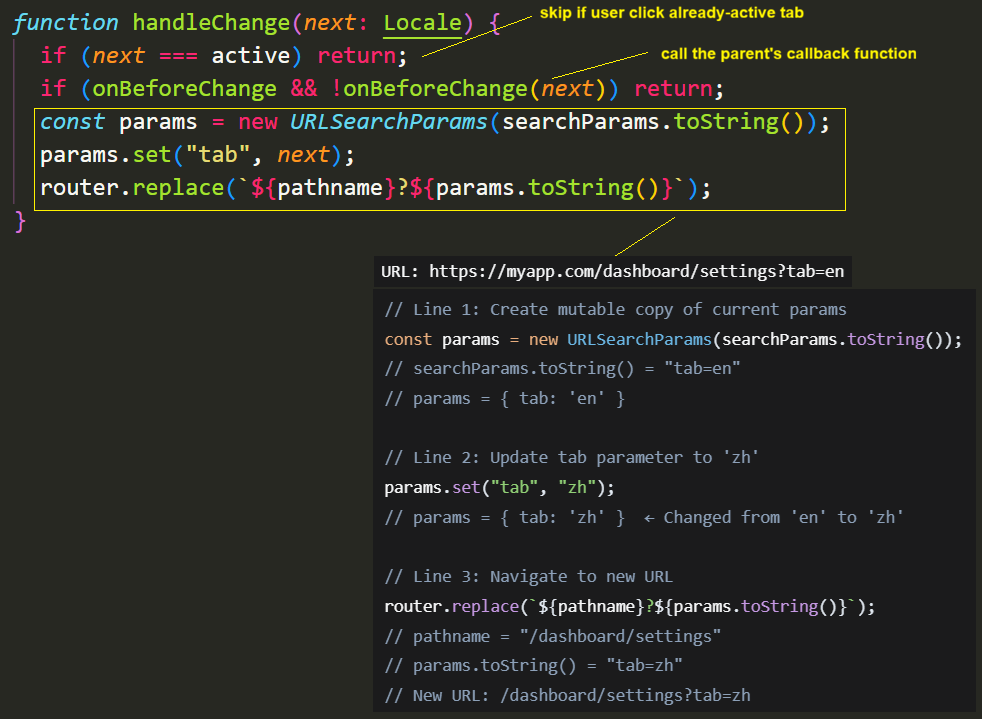 function handleChange(next: Locale) {
skip if user click already-active tab
if (next === active) return;
call the parent's callback function
if (onBeforeChange && !onBeforeChange(next)) return;
const params = new URLSearchParams(searchParams.toString());
params.set("tab", next);
router.replace(`${pathname}?${params.toString()}`);
}
URL: https://myapp.com/dashboard/settings?tab=en
// Line 1: Create mutable copy of current params
const params = new URLSearchParams(searchParams.toString());
// searchParams.toString() = "tab=en"
// params = { tab: 'en' }
// Line 2: Update tab parameter to 'zh'
params.set("tab", "zh");
// params = { tab: 'zh' } ← Changed from 'en' to 'zh'
// Line 3: Navigate to new URL
router.replace(`${pathname}?${params.toString()}`);
// pathname = "/dashboard/settings"
// params.toString() = "tab=zh"
// New URL: /dashboard/settings?tab=zh